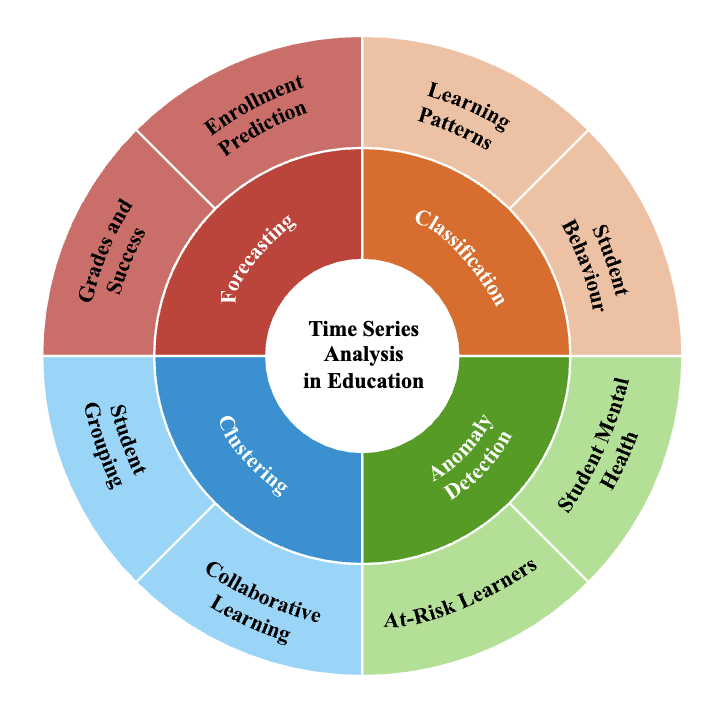 Time Series
Analysis
in Education
Forecasting
Classification
Anomaly
Detection
Clustering
Enrollment
Prediction
Learning
Patterns
Student
Behaviour
Student Mental
Health
At-Risk Learners
Collaborative
Learning
Student
Grouping
Grades and
Success